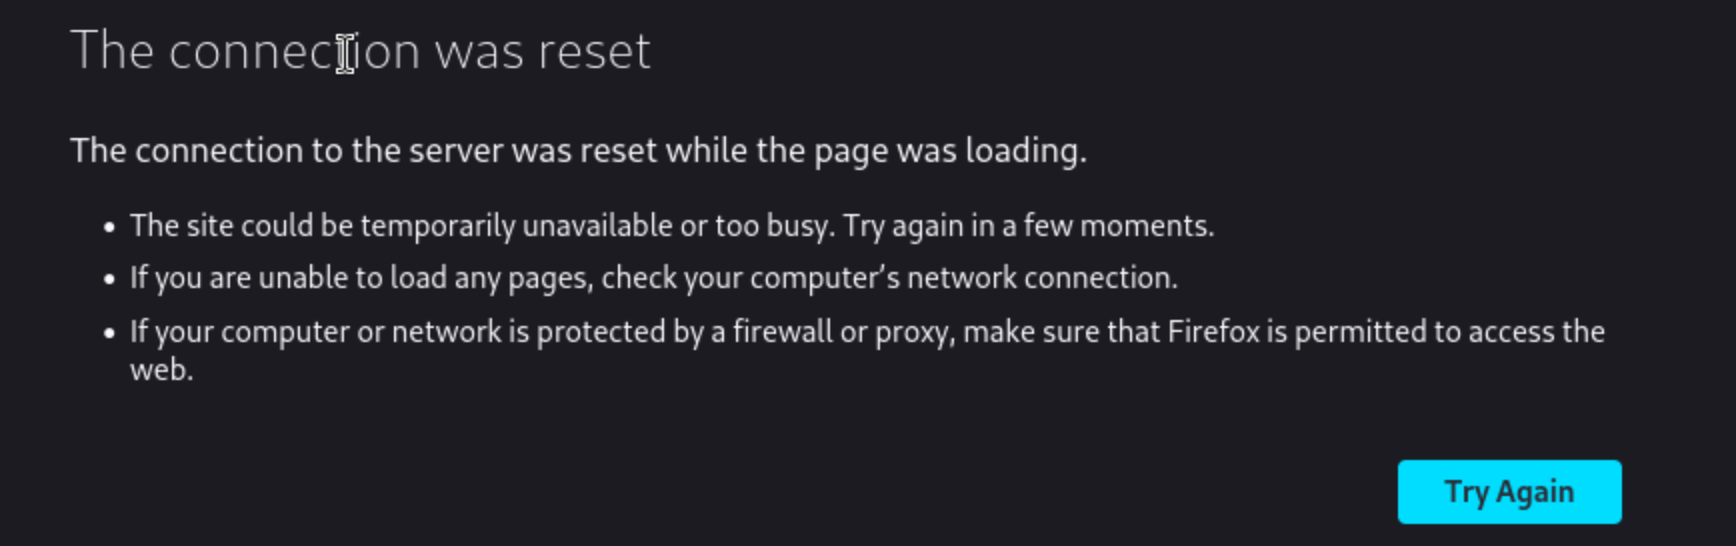 The connection was reset
The connection to the server was reset while the page was loading.
• The site could be temporarily unavailable or too busy. Try again in a few moments.
• If you are unable to load any pages, check your computer’s network connection.
• If your computer or network is protected by a firewall or proxy, make sure that Firefox is permitted to access the
web.
Try Again